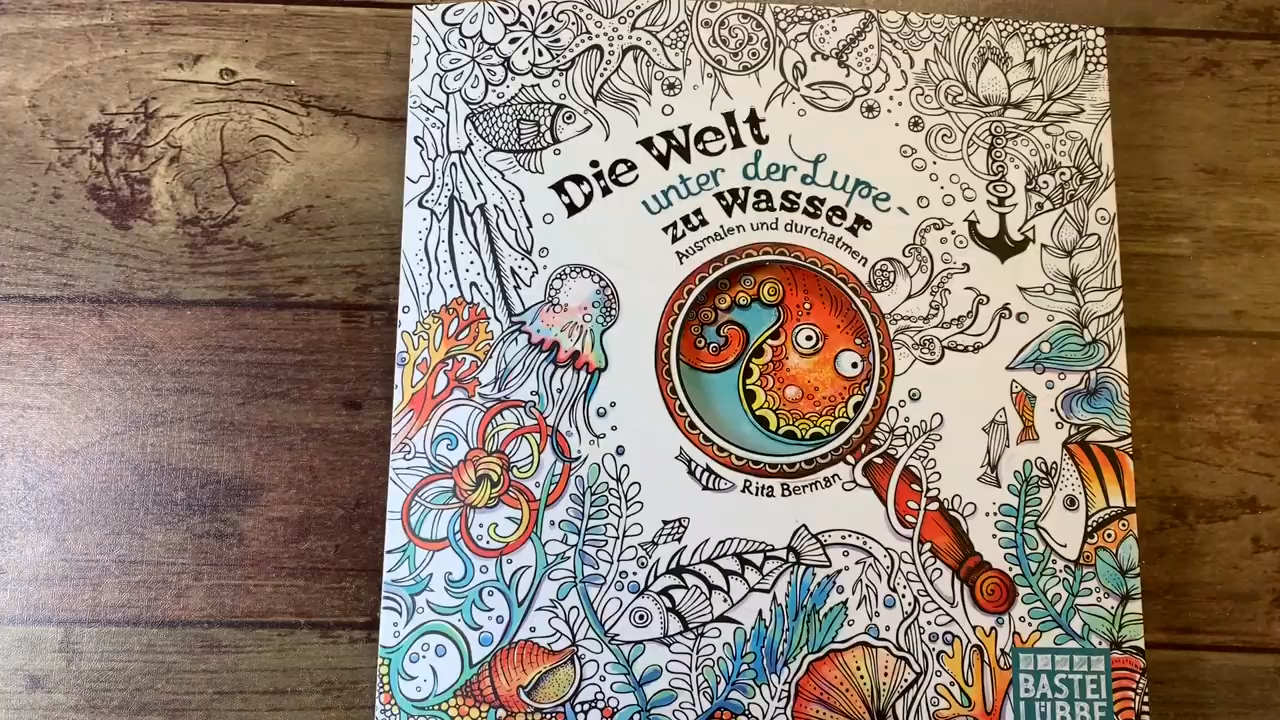 Die Welt
unter der Lupe-
zu Wasser
Ausmalen und durchatmen
Rita Berman
BASTEI
LÜBBE